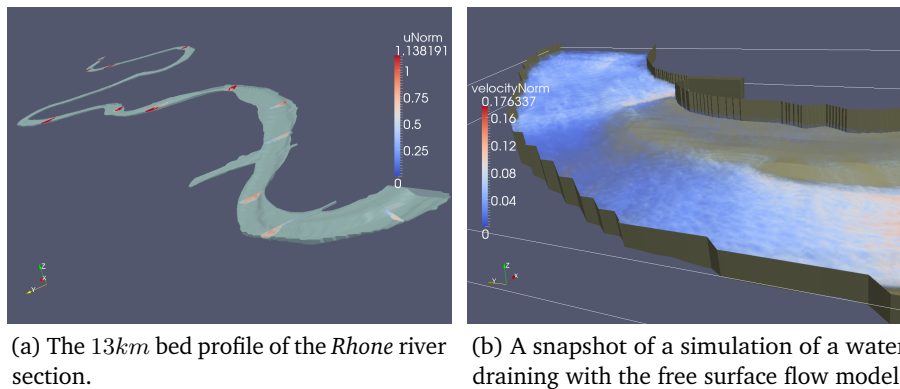 uNorm
1.138191
1
0.75
0.5
0.25
0
z
x
y
velocityNorm
0.176337
0.16
0.12
0.08
0.04
0
z
x
y
(a) The 13km bed profile of the Rhone river
section.
(b) A snapshot of a simulation of a water
draining with the free surface flow model